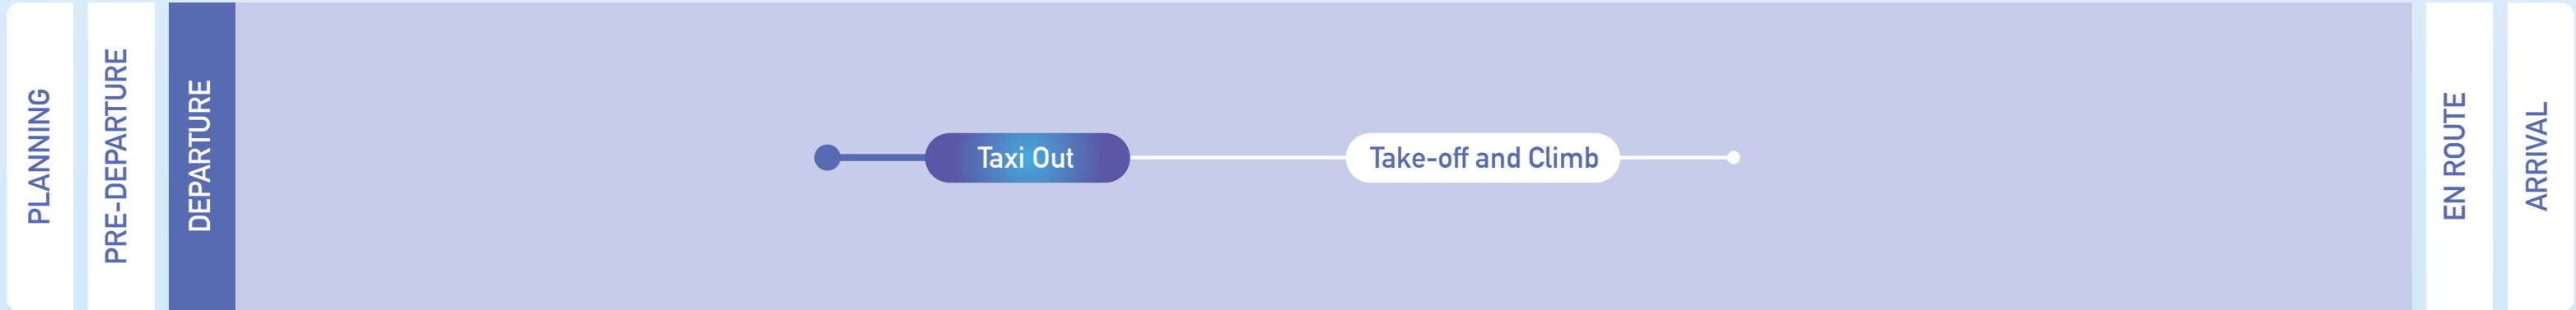 PLANNING
PRE-DEPARTURE
DEPARTURE
Taxi Out
Take-off and Climb
EN ROUTE
ARRIVAL